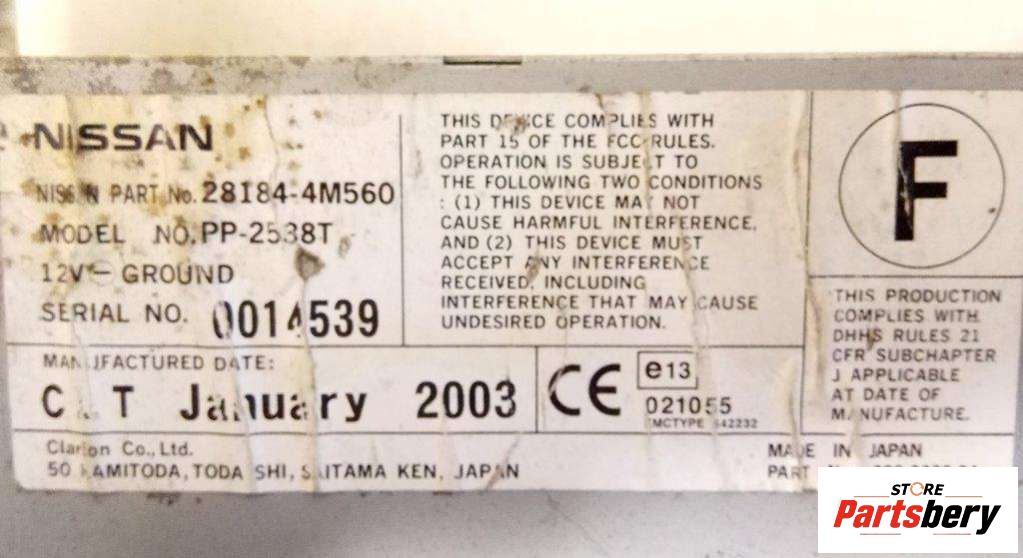 NISSAN
PART No. 28184-4M560
MODEL NO. PP-2538T
12V ⊖ GROUND
SERIAL NO. 0014539
THIS DEVICE COMPLIES WITH
PART 15 OF THE FCC RULES.
OPERATION IS SUBJECT TO
THE FOLLOWING TWO CONDITIONS
: (1) THIS DEVICE MAY NOT
CAUSE HARMFUL INTERFERENCE,
AND (2) THIS DEVICE MUST
ACCEPT ANY INTERFERENCE
RECEIVED, INCLUDING
INTERFERENCE THAT MAY CAUSE
UNDESIRED OPERATION.
F
THIS PRODUCTION
COMPLIES WITH
DHHS RULES 21
CFR SUBCHAPTER
J APPLICABLE
AT DATE OF
MANUFACTURE.
MANUFACTURED DATE:
T January 2003
CE
e13
021055
Clarion Co., Ltd.
50 KAMITODA, TODA SHI, SAITAMA KEN, JAPAN
MADE IN JAPAN
PART
STORE
Partsbery